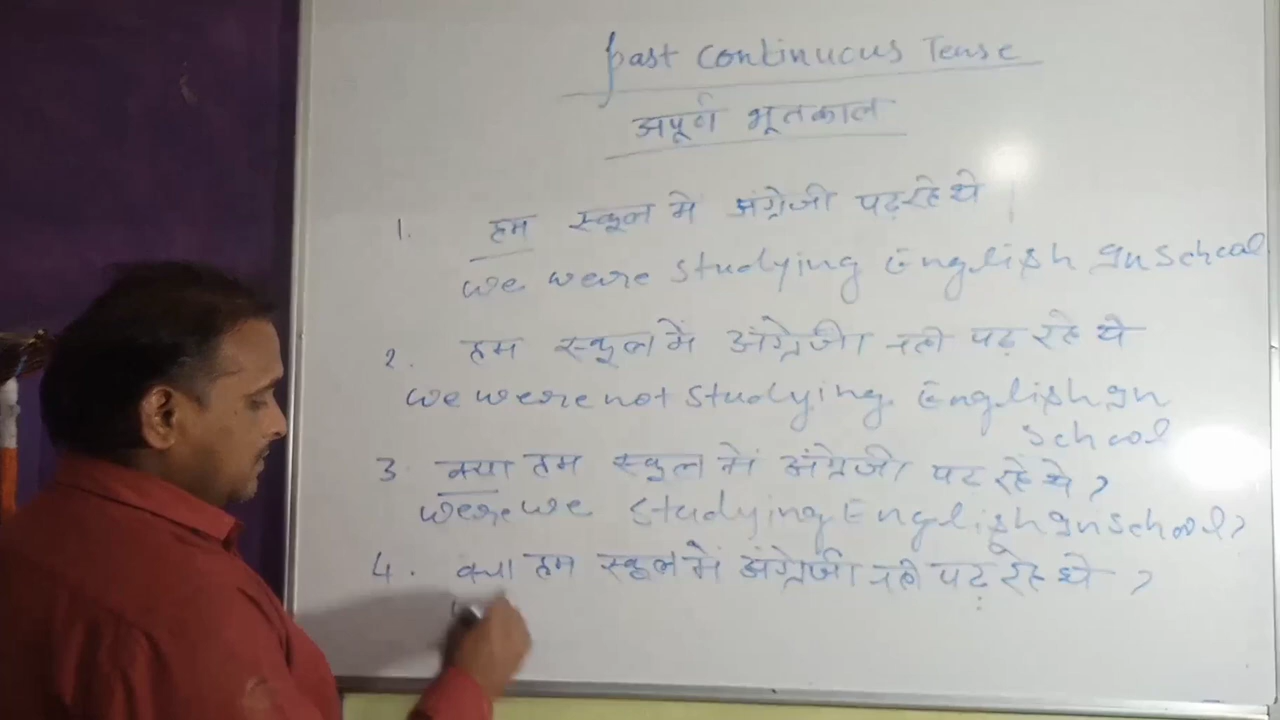 Past Continuous Tense
अपूर्ण भूतकाल
1. हम स्कूल मे अंग्रेजी पढ़ रहे थे
we were studying English In School
2. हम स्कूल में अंग्रेजी नही पढ़ रहे थे
we were not studying English In
School
3 क्या हम स्कूल में अंग्रेजी पढ रहे थे ?
were we studying English In School ?
4. क्या हम स्कूल में अंग्रेजी नही पढ़ रहे थे ?